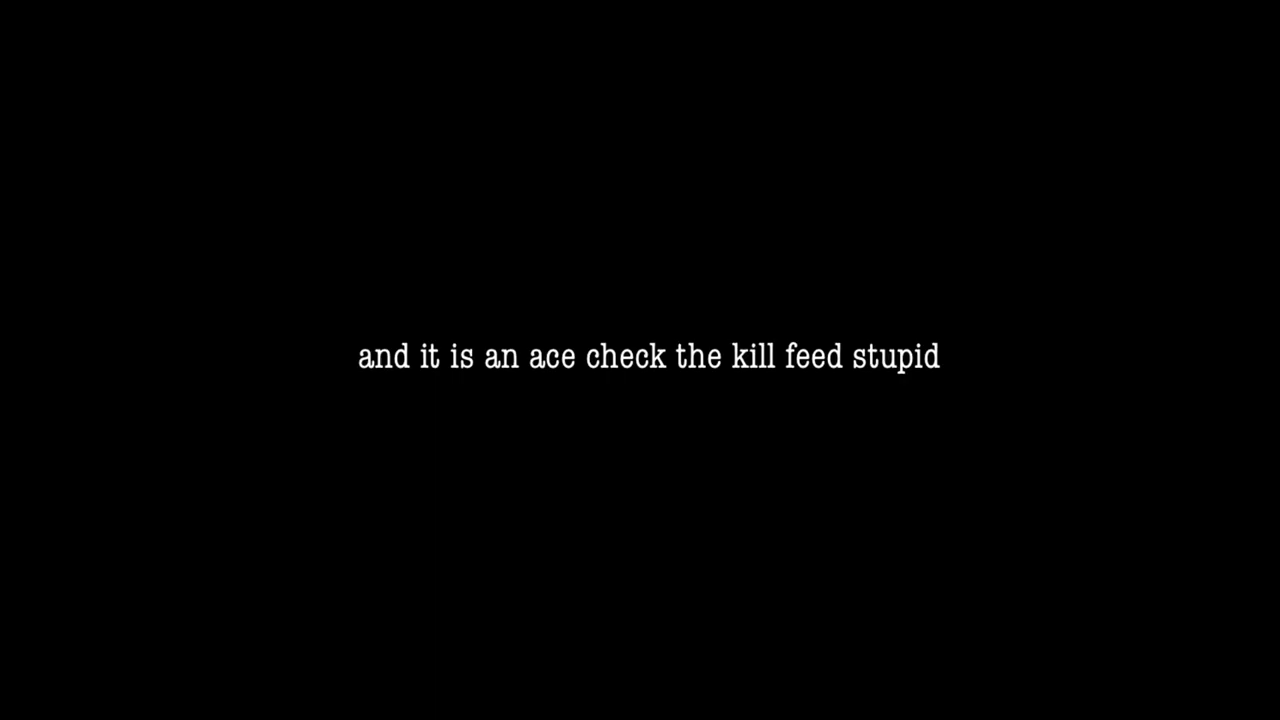 and it is an ace check the kill feed stupid